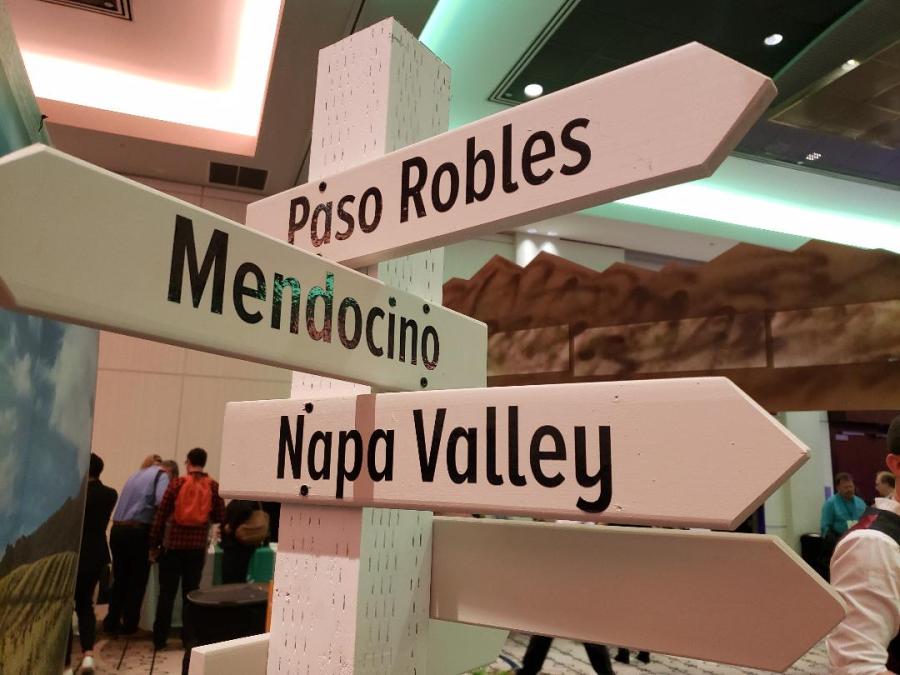 Paso Robles
Mendocino
Napa Valley